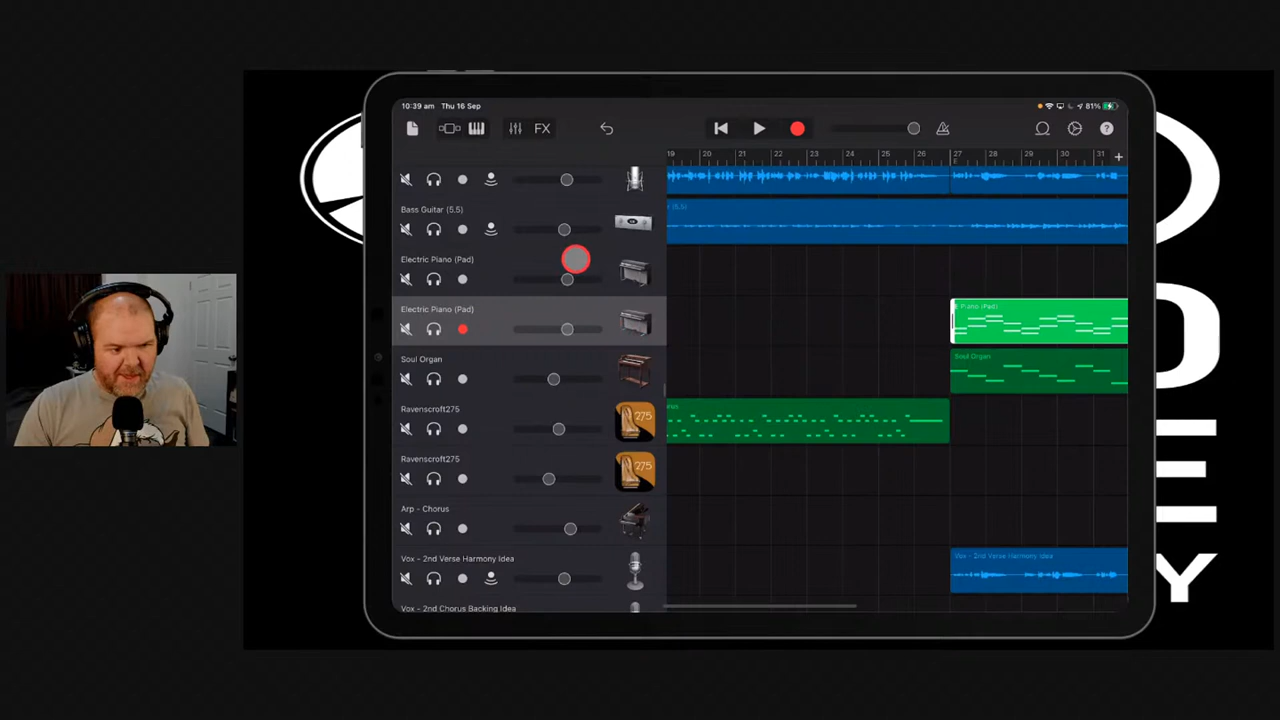 10:39 am Thu 16 Sep
81%
FX
?
19 20 21 22 23 24 25 26 27 28 29 30 31 +
Bass Guitar (5.5)
(5.5)
Electric Piano (Pad)
Electric Piano (Pad)
Piano (Pad)
Soul Organ
Soul Organ
Ravenscroft275
275
Ravenscroft275
275
Arp - Chorus
Vox - 2nd Verse Harmony Idea
Vox - 2nd Verse Harmony Idea
Vox - 2nd Chorus Backing Idea
D
E
E
Y